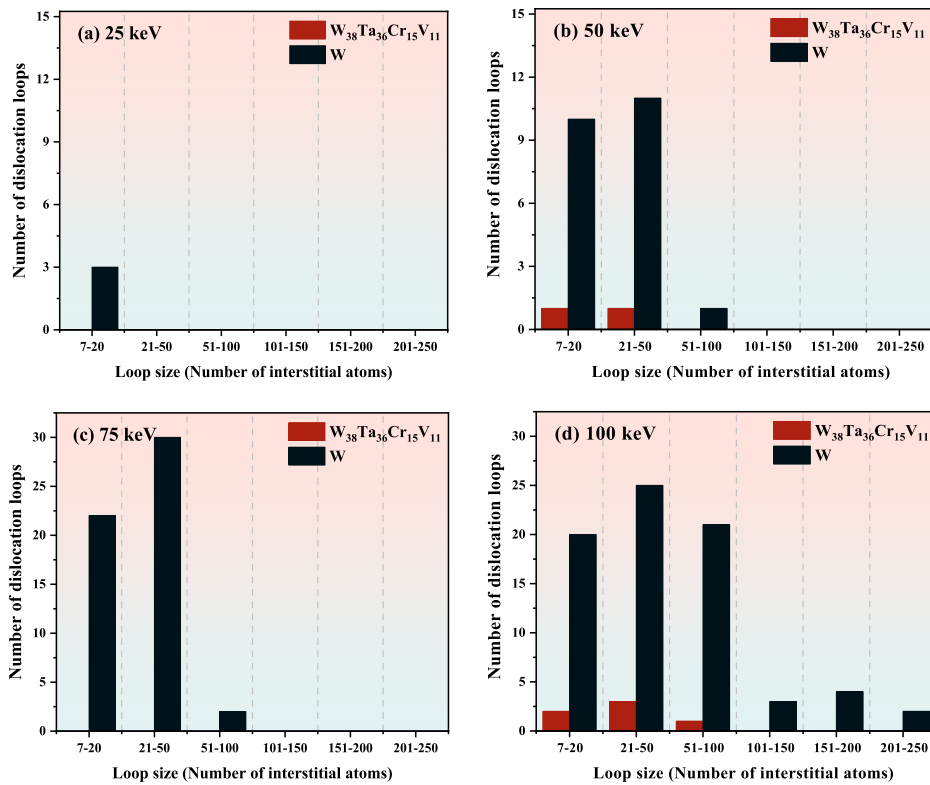 (a) 25 keV
W₃₈Ta₃₆Cr₁₅V₁₁
W
Number of dislocation loops
15
12
9
6
3
0
7-20 21-50 51-100 101-150 151-200 201-250
Loop size (Number of interstitial atoms)
(b) 50 keV
W₃₈Ta₃₆Cr₁₅V₁₁
W
Number of dislocation loops
15
12
9
6
3
0
7-20 21-50 51-100 101-150 151-200 201-250
Loop size (Number of interstitial atoms)
(c) 75 keV
W₃₈Ta₃₆Cr₁₅V₁₁
W
Number of dislocation loops
30
25
20
15
10
5
0
7-20 21-50 51-100 101-150 151-200 201-250
Loop size (Number of interstitial atoms)
(d) 100 keV
W₃₈Ta₃₆Cr₁₅V₁₁
W
Number of dislocation loops
30
25
20
15
10
5
0
7-20 21-50 51-100 101-150 151-200 201-250
Loop size (Number of interstitial atoms)